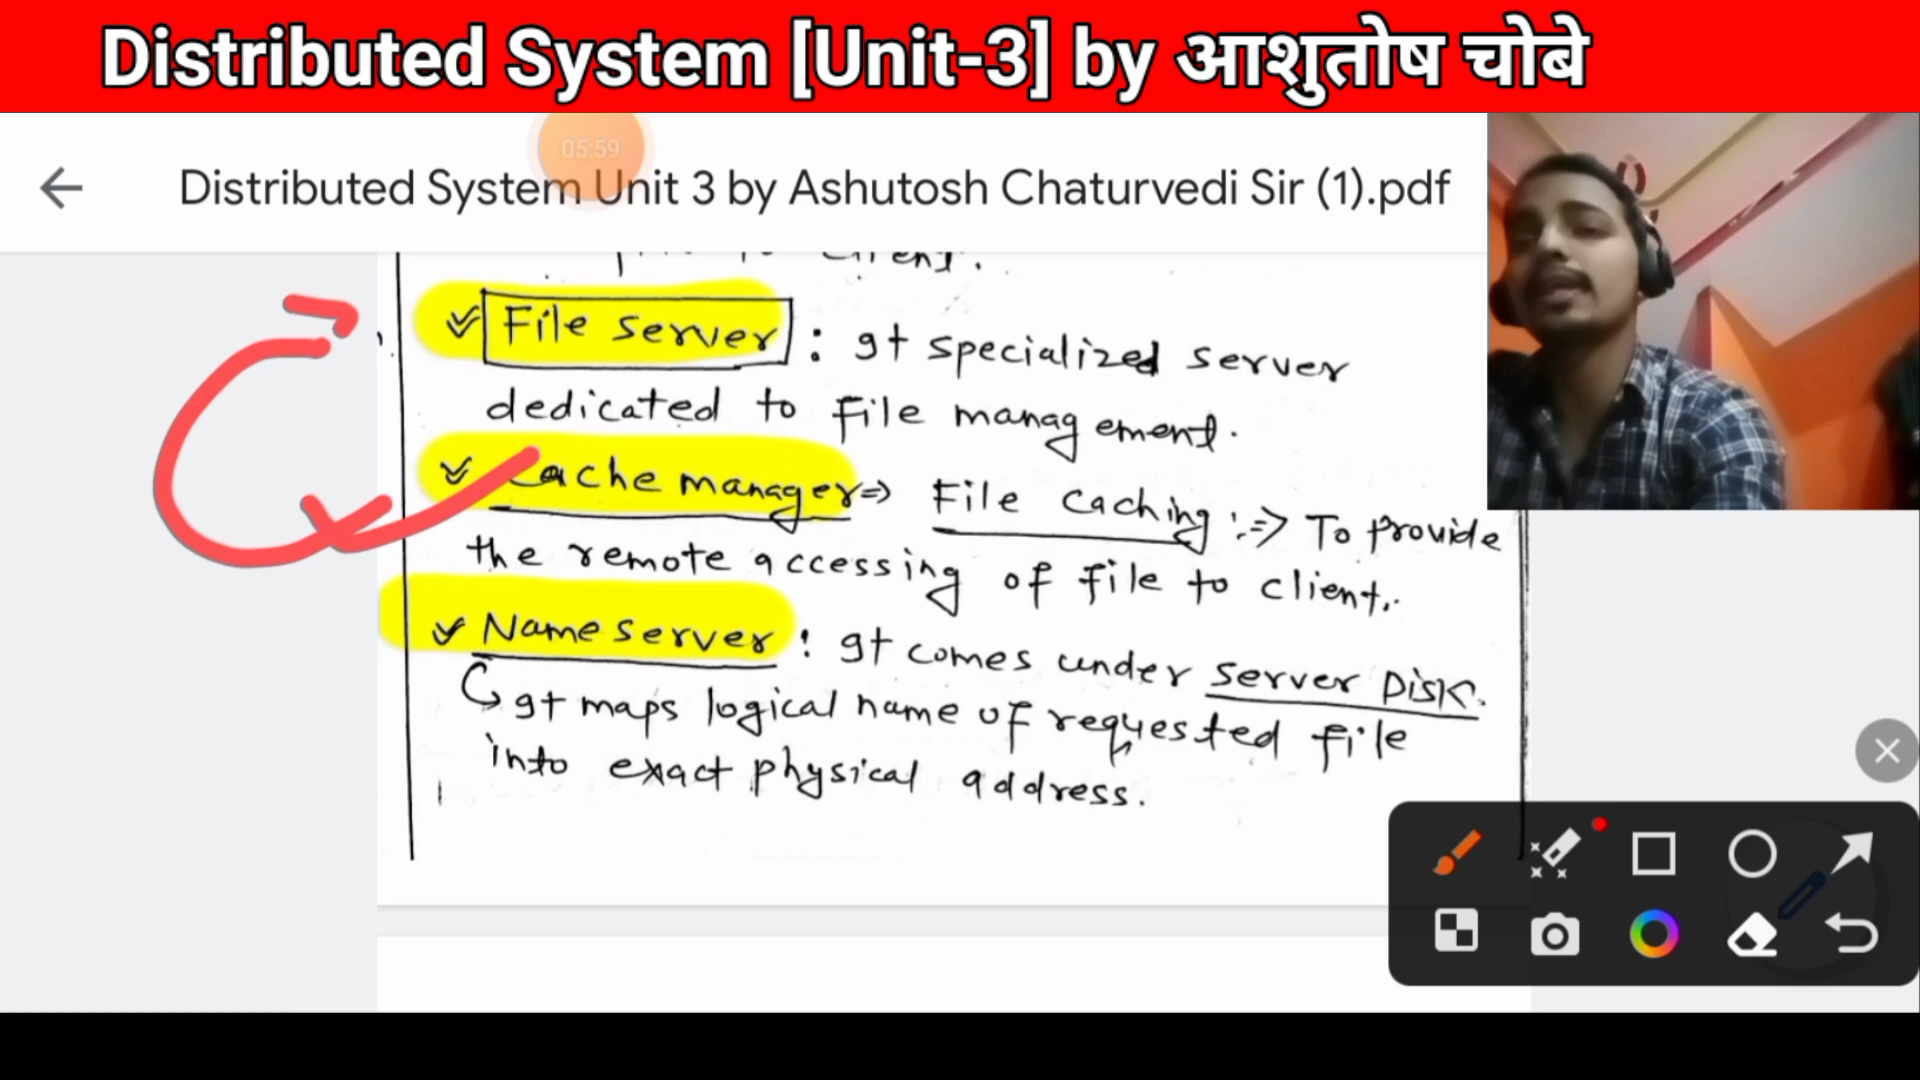 Distributed System [Unit-3] by आशुतोष चोबे
05:59
Distributed System Unit 3 by Ashutosh Chaturvedi Sir (1).pdf
File server : It specialized server
dedicated to file management.
Cache manager => File Caching :=> To provide
the remote accessing of file to client.
Name server : It comes under server Disk.
It maps logical name of requested file
into exact physical address.